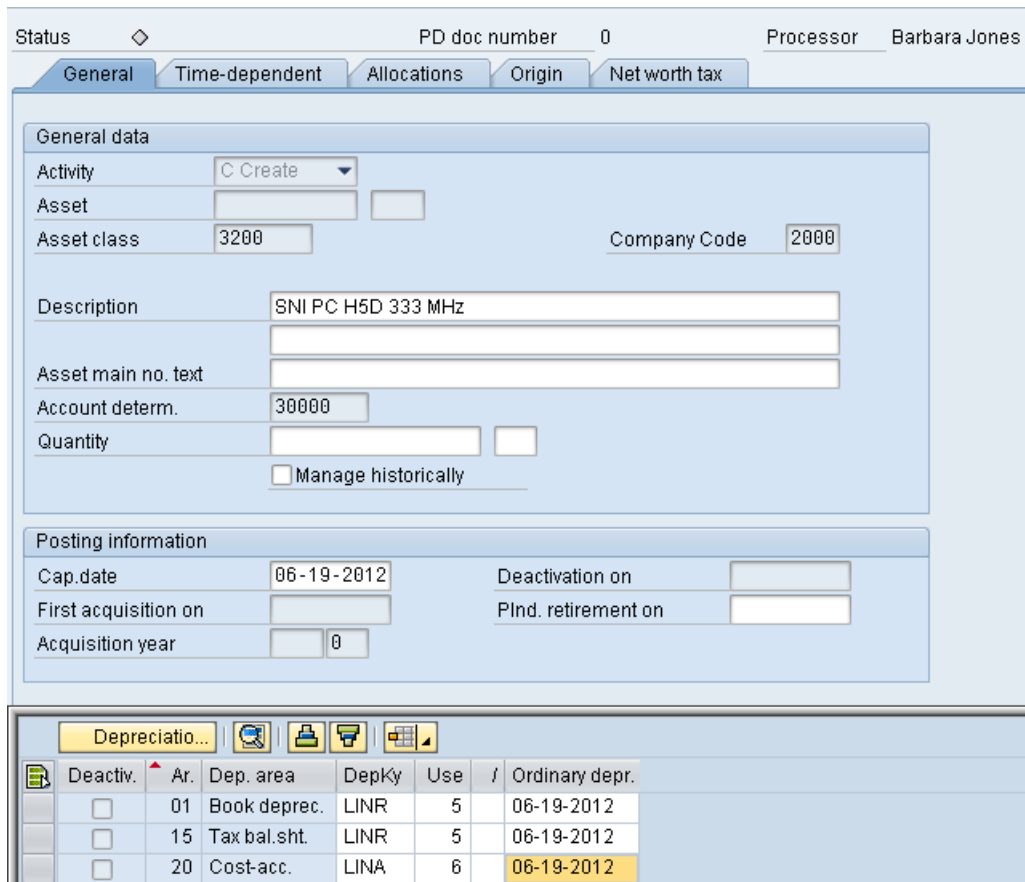 Status PD doc number 0 Processor Barbara Jones
General Time-dependent Allocations Origin Net worth tax
General data
Activity C Create
Asset
Asset class 3200 Company Code 2000
Description SNI PC H5D 333 MHz
Asset main no. text
Account determ. 30000
Quantity
Manage historically
Posting information
Cap.date 06-19-2012 Deactivation on
First acquisition on Plnd. retirement on
Acquisition year 0
Depreciatio...
Deactiv. Ar. Dep. area DepKy Use / Ordinary depr.
01 Book deprec. LINR 5 06-19-2012
15 Tax bal.sht. LINR 5 06-19-2012
20 Cost-acc. LINA 6 06-19-2012